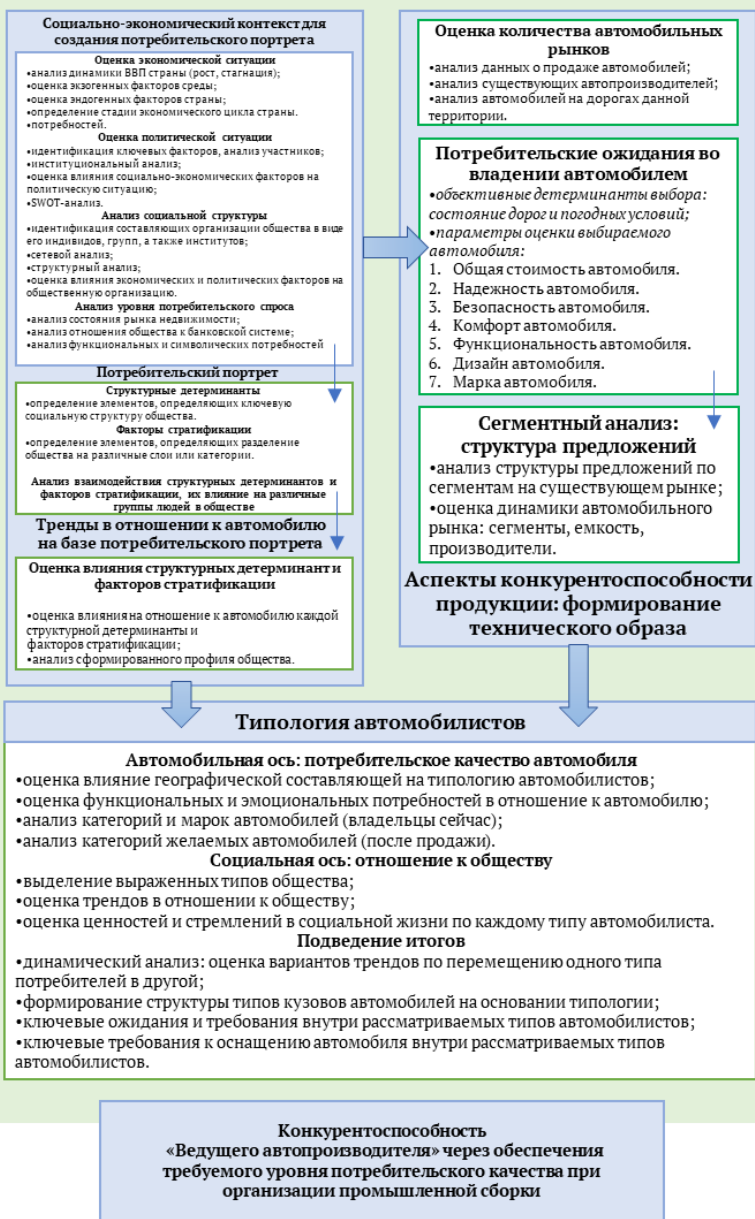 Социально-экономический контекст для
создания потребительского портрета
Оценка экономической ситуации
•анализ динамики ВВП страны (рост, стагнация);
•оценка экзогенных факторов среды;
•оценка эндогенных факторов страны;
•определение стадии экономического цикла страны.
•потребностей.
Оценка политической ситуации
•идентификация ключевых факторов, анализ участников;
•институциональный анализ;
•оценка влияния социально-экономических факторов на
политическую ситуацию;
•SWOT-анализ.
Анализ социальной структуры
•идентификация составляющих организации общества в виде
его индивидов, групп, а также институтов;
•сетевой анализ;
•структурный анализ;
•оценка влияния экономических и политических факторов на
общественную организацию.
Анализ уровня потребительского спроса
•анализ состояния рынка недвижимости;
•анализ отношения общества к банковской системе;
•анализ функциональных и символических потребностей
Потребительский портрет
Структурные детерминанты
•определение элементов, определяющих ключевую
социальную структуру общества.
Факторы стратификации
•определение элементов, определяющих разделение
общества на различные слои или категории.
Анализ взаимодействия структурных детерминантов и
факторов стратификации, их влияние на различные
группы людей в обществе
Тренды в отношении к автомобилю
на базе потребительского портрета
Оценка влияния структурных детерминант и
факторов стратификации
•оценка влияния на отношение к автомобилю каждой
структурной детерминанты и
факторов стратификации;
•анализ сформированного профиля общества.
Оценка количества автомобильных
рынков
•анализ данных о продаже автомобилей;
•анализ существующих автопроизводителей;
•анализ автомобилей на дорогах данной
территории.
Потребительские ожидания во
владении автомобилем
•объективные детерминанты выбора:
состояние дорог и погодных условий;
•параметры оценки выбираемого
автомобиля:
1. Общая стоимость автомобиля.
2. Надежность автомобиля.
3. Безопасность автомобиля.
4. Комфорт автомобиля.
5. Функциональность автомобиля.
6. Дизайн автомобиля.
7. Марка автомобиля.
Сегментный анализ:
структура предложений
•анализ структуры предложений по
сегментам на существующем рынке;
•оценка динамики автомобильного
рынка: сегменты, емкость,
производители.
Аспекты конкурентоспособности
продукции: формирование
технического образа
Типология автомобилистов
Автомобильная ось: потребительское качество автомобиля
•оценка влияние географической составляющей на типологию автомобилистов;
•оценка функциональных и эмоциональных потребностей в отношение к автомобилю;
•анализ категорий и марок автомобилей (владельцы сейчас);
•анализ категорий желаемых автомобилей (после продажи).
Социальная ось: отношение к обществу
•выделение выраженных типов общества;
•оценка трендов в отношении к обществу;
•оценка ценностей и стремлений в социальной жизни по каждому типу автомобилиста.
Подведение итогов
•динамический анализ: оценка вариантов трендов по перемещению одного типа
потребителей в другой;
•формирование структуры типов кузовов автомобилей на основании типологии;
•ключевые ожидания и требования внутри рассматриваемых типов автомобилистов;
•ключевые требования к оснащению автомобиля внутри рассматриваемых типов
автомобилистов.
Конкурентоспособность
«Ведущего автопроизводителя» через обеспечения
требуемого уровня потребительского качества при
организации промышленной сборки